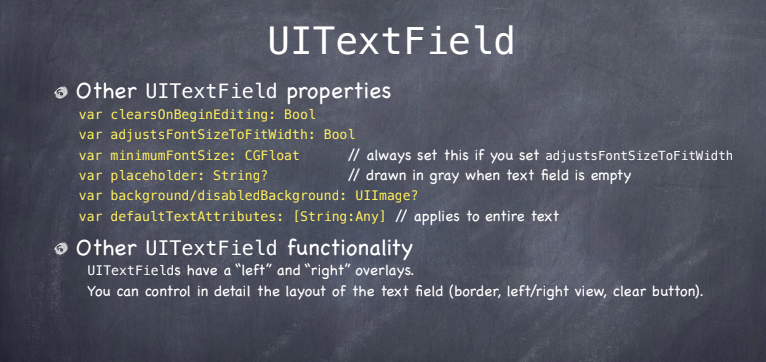 UITextField
Other UITextField properties
var clearsOnBeginEditing: Bool
var adjustsFontSizeToFitWidth: Bool
var minimumFontSize: CGFloat // always set this if you set adjustsFontSizeToFitWidth
var placeholder: String? // drawn in gray when text field is empty
var background/disabledBackground: UIImage?
var defaultTextAttributes: [String:Any] // applies to entire text
Other UITextField functionality
UITextFields have a “left” and “right” overlays.
You can control in detail the layout of the text field (border, left/right view, clear button).